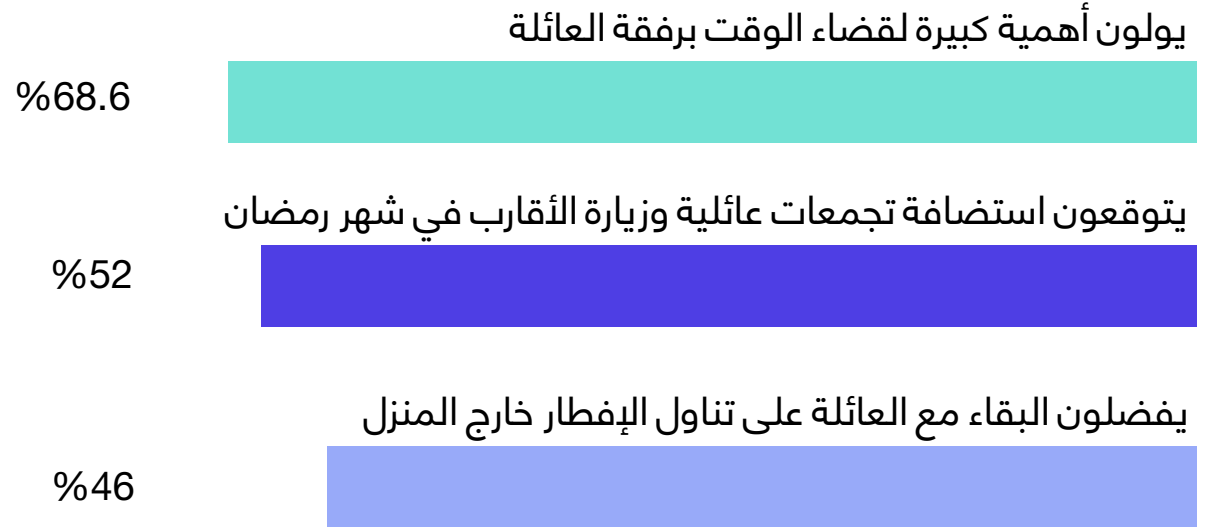 يولون أهمية كبيرة لقضاء الوقت برفقة العائلة
%68.6
يتوقعون استضافة تجمعات عائلية وزيارة الأقارب في شهر رمضان
%52
يفضلون البقاء مع العائلة على تناول الإفطار خارج المنزل
%46